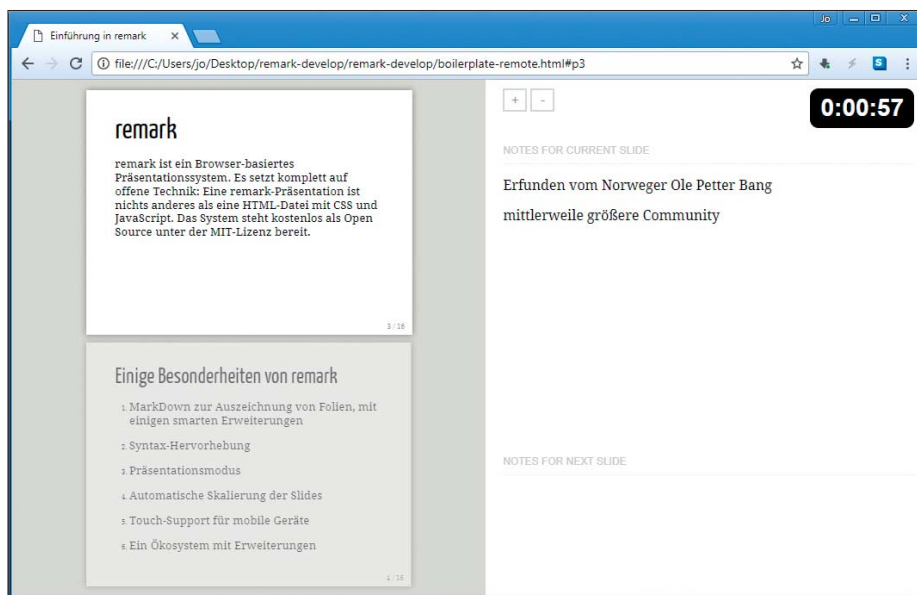 Jo
Einführung in remark
file:///C:/Users/jo/Desktop/remark-develop/remark-develop/boilerplate-remote.html#p3
S
remark
remark ist ein Browser-basiertes
Präsentationssystem. Es setzt komplett auf
offene Technik: Eine remark-Präsentation ist
nichts anderes als eine HTML-Datei mit CSS und
JavaScript. Das System steht kostenlos als Open
Source unter der MIT-Lizenz bereit.
3 / 16
Einige Besonderheiten von remark
1. MarkDown zur Auszeichnung von Folien, mit
einigen smarten Erweiterungen
2. Syntax-Hervorhebung
3. Präsentationsmodus
4. Automatische Skalierung der Slides
5. Touch-Support für mobile Geräte
6. Ein Ökosystem mit Erweiterungen
4 / 16
+ -
0:00:57
NOTES FOR CURRENT SLIDE
Erfunden vom Norweger Ole Petter Bang
mittlerweile größere Community
NOTES FOR NEXT SLIDE